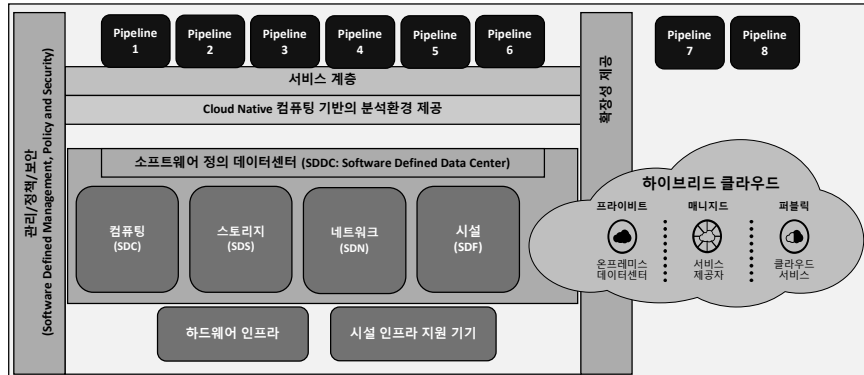 관리/정책/보안
(Software Defined Management, Policy and Security)
Pipeline
1
Pipeline
2
Pipeline
3
Pipeline
4
Pipeline
5
Pipeline
6
서비스 계층
Cloud Native 컴퓨팅 기반의 분석환경 제공
소프트웨어 정의 데이터센터 (SDDC: Software Defined Data Center)
컴퓨팅
(SDC)
스토리지
(SDS)
네트워크
(SDN)
시설
(SDF)
하드웨어 인프라
시설 인프라 지원 기기
확장성 제공
Pipeline
7
Pipeline
8
하이브리드 클라우드
프라이비트
온프레미스
데이터센터
매니지드
서비스
제공자
퍼블릭
클라우드
서비스